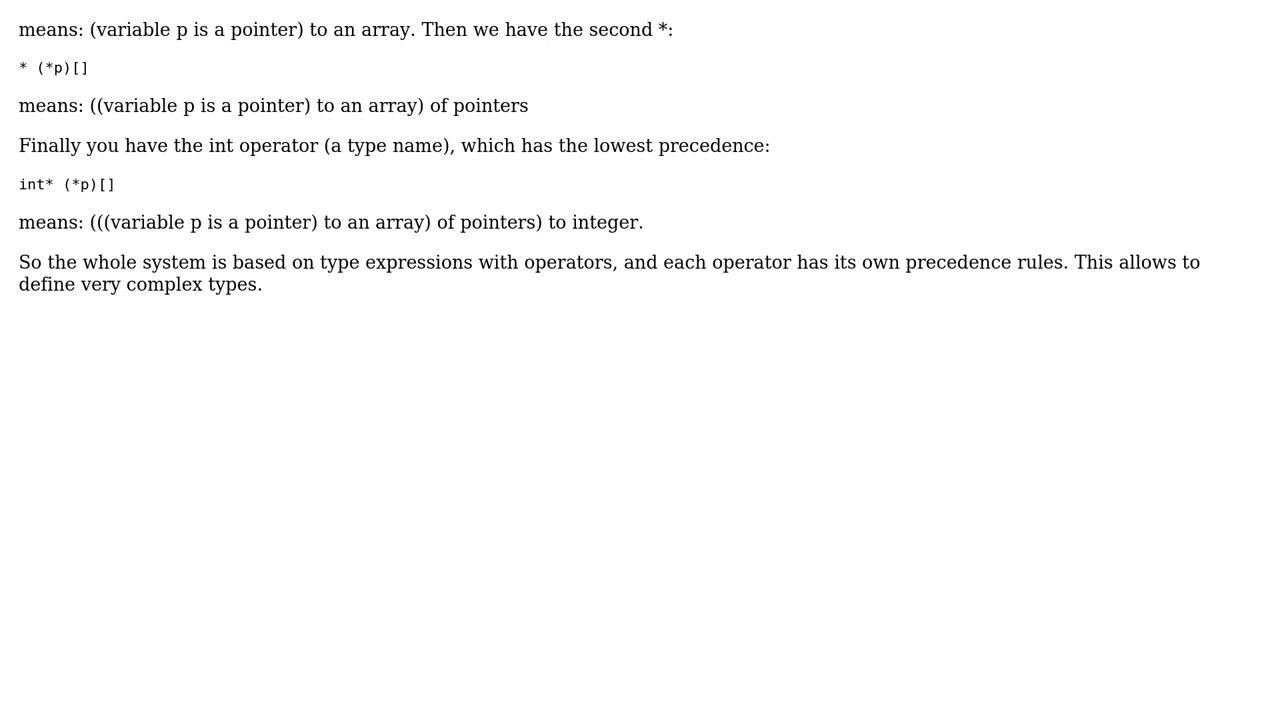 means: (variable p is a pointer) to an array. Then we have the second *:
* (*p)[]
means: ((variable p is a pointer) to an array) of pointers
Finally you have the int operator (a type name), which has the lowest precedence:
int* (*p)[]
means: (((variable p is a pointer) to an array) of pointers) to integer.
So the whole system is based on type expressions with operators, and each operator has its own precedence rules. This allows to
define very complex types.